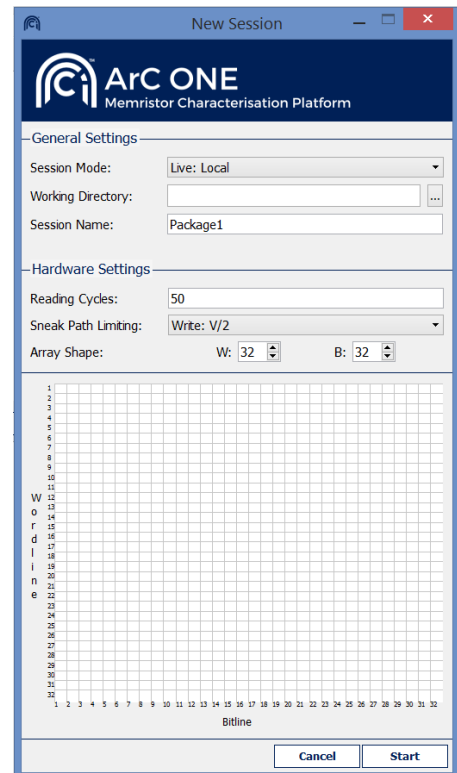 New Session
ArC ONE
Memristor Characterisation Platform
General Settings
Session Mode: Live: Local
Working Directory: ...
Session Name: Package1
Hardware Settings
Reading Cycles: 50
Sneak Path Limiting: Write: V/2
Array Shape: W: 32 B: 32
Wordline
1
2
3
4
5
6
7
8
9
10
11
12
13
14
15
16
17
18
19
20
21
22
23
24
25
26
27
28
29
30
31
32
1 2 3 4 5 6 7 8 9 10 11 12 13 14 15 16 17 18 19 20 21 22 23 24 25 26 27 28 29 30 31 32
Bitline
Cancel Start